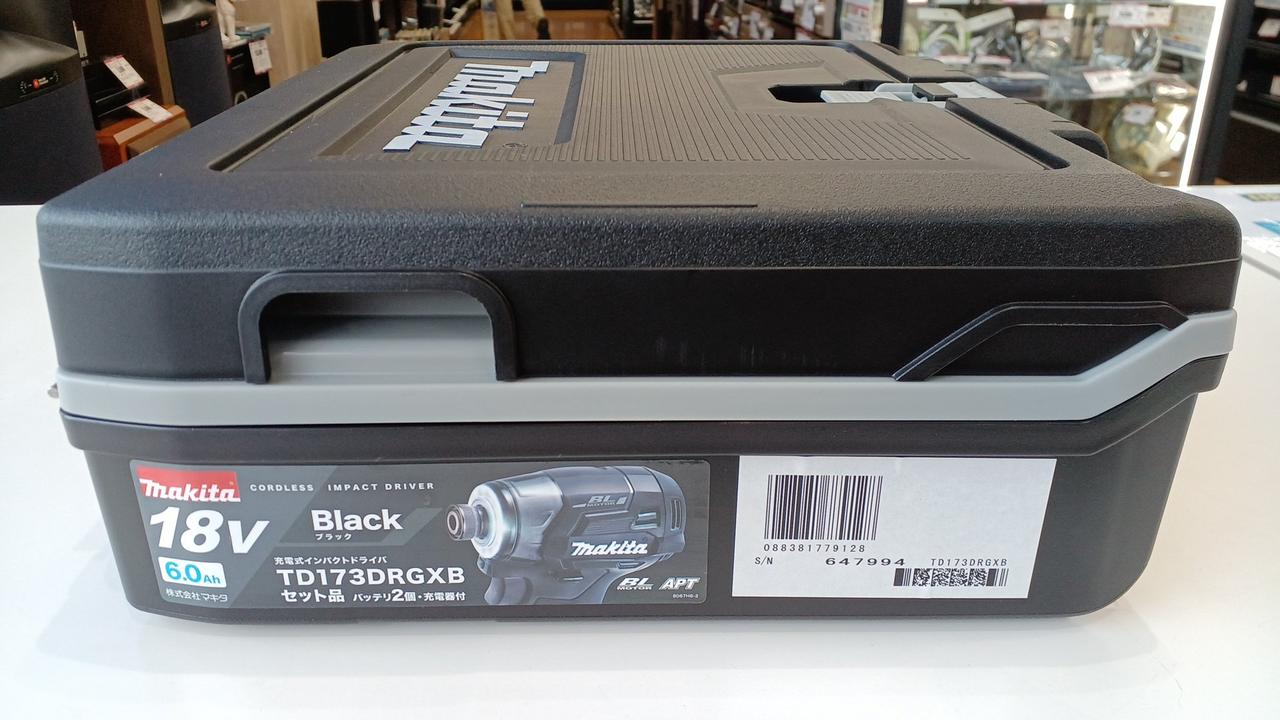 makita
makita
CORDLESS IMPACT DRIVER
18V
Black
ブラック
6.0Ah
充電式インパクトドライバ
TD173DRGXB
セット品 バッテリ2個・充電器付
株式会社マキタ
BL
MOTOR
makita
BL
MOTOR
APT
088381779128
S/N 647994 TD173DRGXB